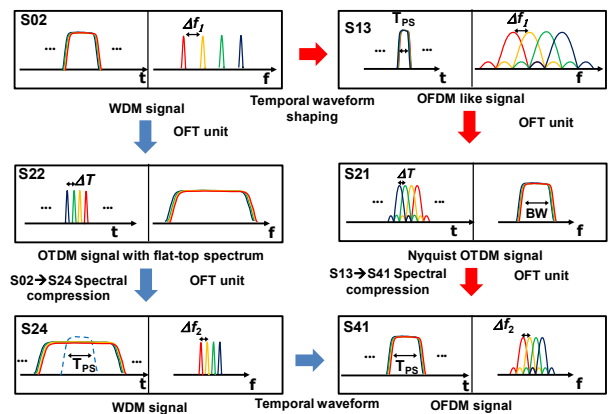 S02
Δf1
...
...
t
f
WDM signal
S13
TPS
Δf1
...
...
t
f
OFDM like signal
Temporal waveform
shaping
OFT unit
OFT unit
S22
ΔT
...
...
t
f
OTDM signal with flat-top spectrum
S21
ΔT
...
...
BW
t
f
Nyquist OTDM signal
S02→S24 Spectral
compression
OFT unit
S13→S41 Spectral
compression
OFT unit
S24
Δf2
...
...
TPS
t
f
WDM signal
S41
Δf2
...
...
TPS
t
f
OFDM signal
Temporal waveform